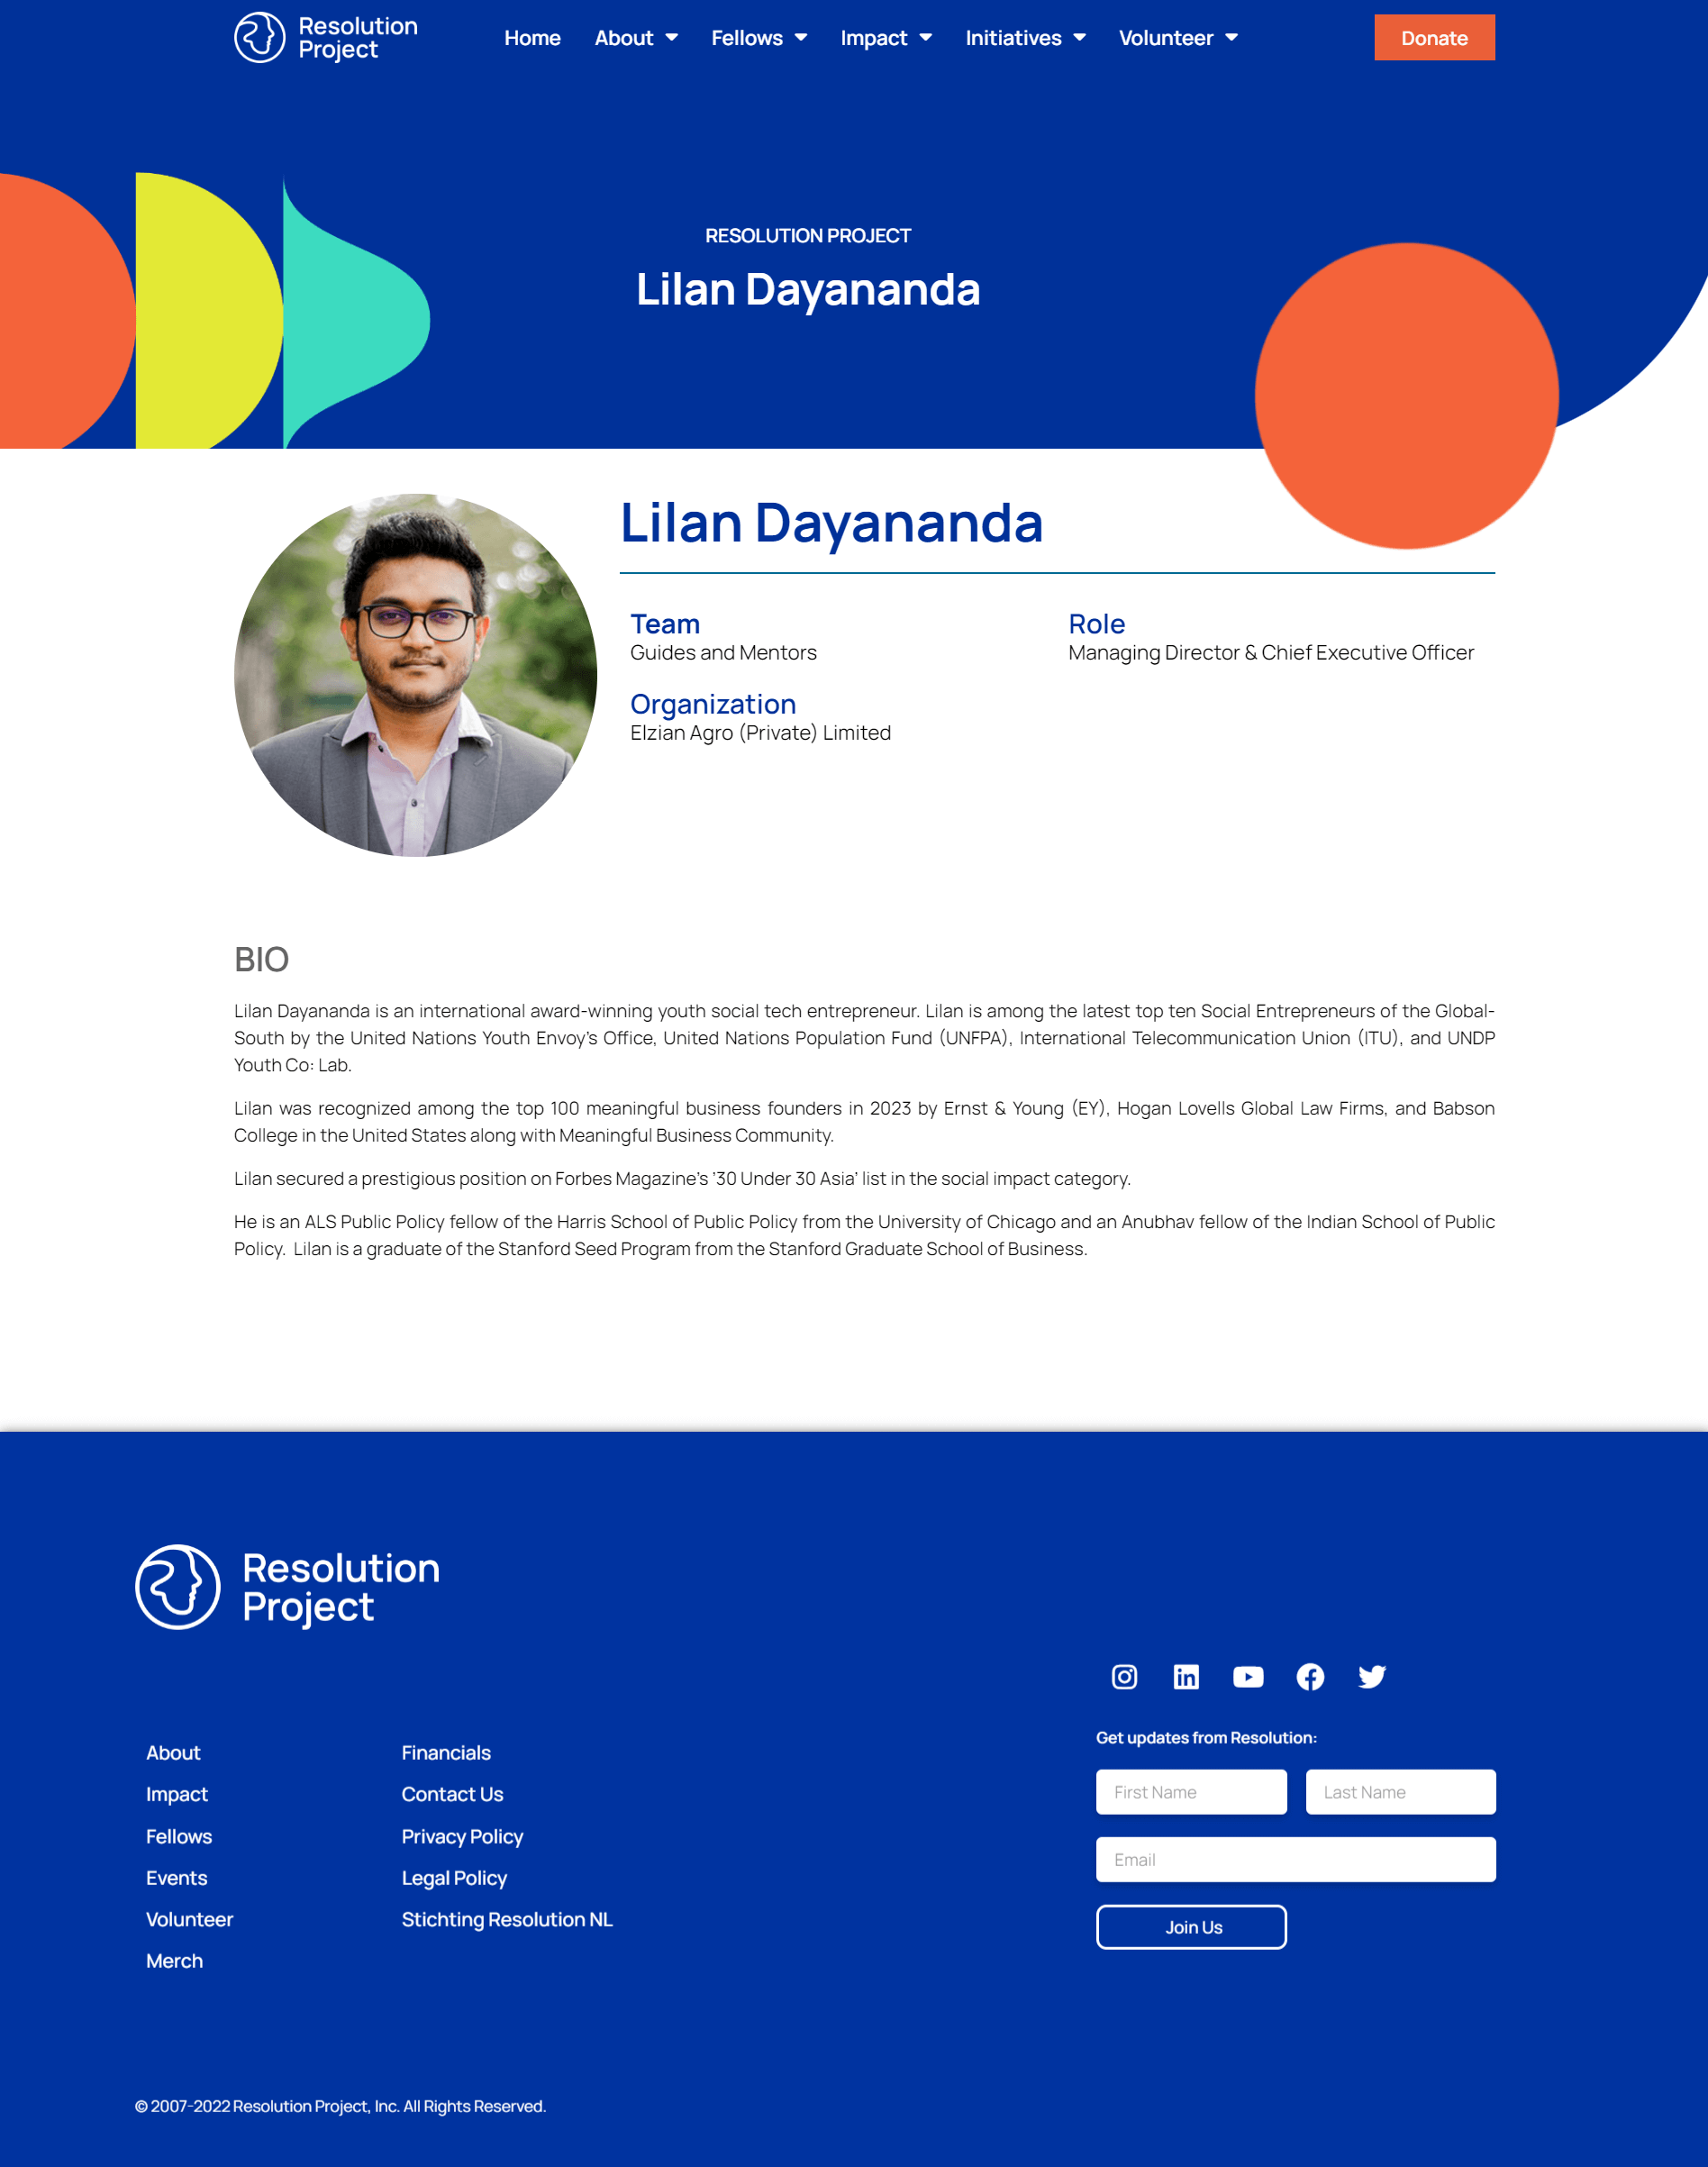 Resolution
Project
Home
About
Fellows
Impact
Initiatives
Volunteer
Donate
RESOLUTION PROJECT
Lilan Dayananda
Lilan Dayananda
Team
Guides and Mentors
Role
Managing Director & Chief Executive Officer
Organization
Elzian Agro (Private) Limited
BIO
Lilan Dayananda is an international award-winning youth social tech entrepreneur. Lilan is among the latest top ten Social Entrepreneurs of the Global-
South by the United Nations Youth Envoy’s Office, United Nations Population Fund (UNFPA), International Telecommunication Union (ITU), and UNDP
Youth Co: Lab.
Lilan was recognized among the top 100 meaningful business founders in 2023 by Ernst & Young (EY), Hogan Lovells Global Law Firms, and Babson
College in the United States along with Meaningful Business Community.
Lilan secured a prestigious position on Forbes Magazine’s ‘30 Under 30 Asia’ list in the social impact category.
He is an ALS Public Policy fellow of the Harris School of Public Policy from the University of Chicago and an Anubhav fellow of the Indian School of Public
Policy. Lilan is a graduate of the Stanford Seed Program from the Stanford Graduate School of Business.
Resolution
Project
About
Impact
Fellows
Events
Volunteer
Merch
Financials
Contact Us
Privacy Policy
Legal Policy
Stichting Resolution NL
Get updates from Resolution:
First Name
Last Name
Email
Join Us
© 2007-2022 Resolution Project, Inc. All Rights Reserved.